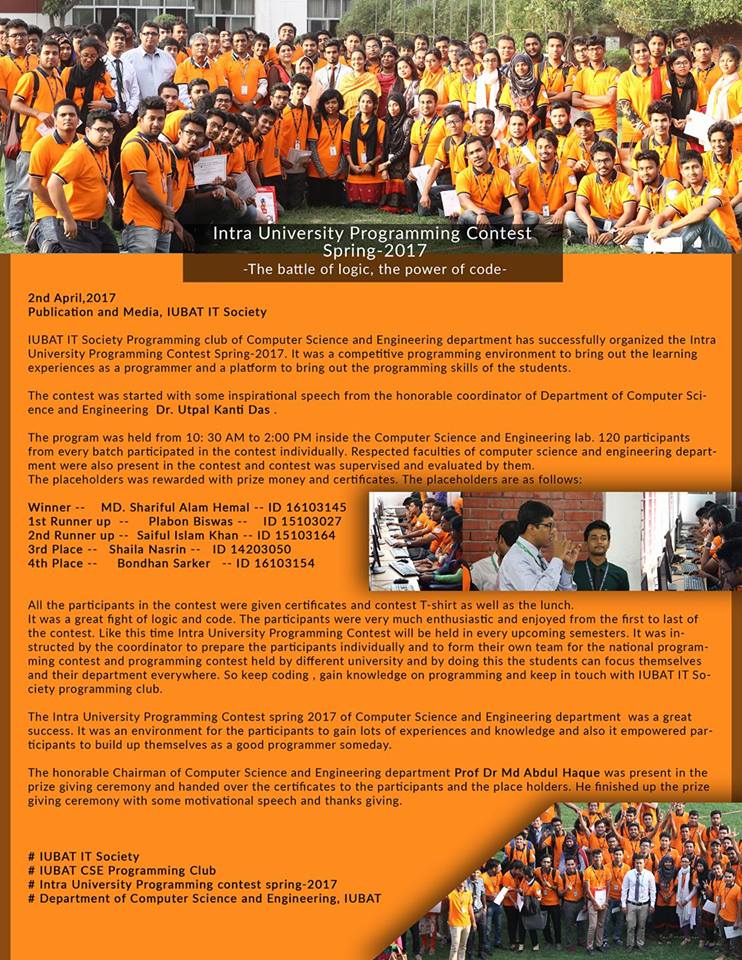 Intra University Programming Contest
Spring-2017
-The battle of logic, the power of code-
2nd April,2017
Publication and Media, IUBAT IT Society
IUBAT IT Society Programming club of Computer Science and Engineering department has successfully organized the Intra
University Programming Contest Spring-2017. It was a competitive programming environment to bring out the learning
experiences as a programmer and a platform to bring out the programming skills of the students.
The contest was started with some inspirational speech from the honorable coordinator of Department of Computer Sci-
ence and Engineering Dr. Utpal Kanti Das .
The program was held from 10: 30 AM to 2:00 PM inside the Computer Science and Engineering lab. 120 participants
from every batch participated in the contest individually. Respected faculties of computer science and engineering depart-
ment were also present in the contest and contest was supervised and evaluated by them.
The placeholders was rewarded with prize money and certificates. The placeholders are as follows:
Winner -- MD. Shariful Alam Hemal -- ID 16103145
1st Runner up -- Plabon Biswas -- ID 15103027
2nd Runner up -- Saiful Islam Khan -- ID 15103164
3rd Place -- Shaila Nasrin -- ID 14203050
4th Place -- Bondhan Sarker -- ID 16103154
All the participants in the contest were given certificates and contest T-shirt as well as the lunch.
It was a great fight of logic and code. The participants were very much enthusiastic and enjoyed from the first to last of
the contest. Like this time Intra University Programming Contest will be held in every upcoming semesters. It was in-
structed by the coordinator to prepare the participants individually and to form their own team for the national program-
ming contest and programming contest held by different university and by doing this the students can focus themselves
and their department everywhere. So keep coding , gain knowledge on programming and keep in touch with IUBAT IT So-
ciety programming club.
The Intra University Programming Contest spring 2017 of Computer Science and Engineering department was a great
success. It was an environment for the participants to gain lots of experiences and knowledge and also it empowered par-
ticipants to build up themselves as a good programmer someday.
The honorable Chairman of Computer Science and Engineering department Prof Dr Md Abdul Haque was present in the
prize giving ceremony and handed over the certificates to the participants and the place holders. He finished up the prize
giving ceremony with some motivational speech and thanks giving.
# IUBAT IT Society
# IUBAT CSE Programming Club
# Intra University Programming contest spring-2017
# Department of Computer Science and Engineering, IUBAT